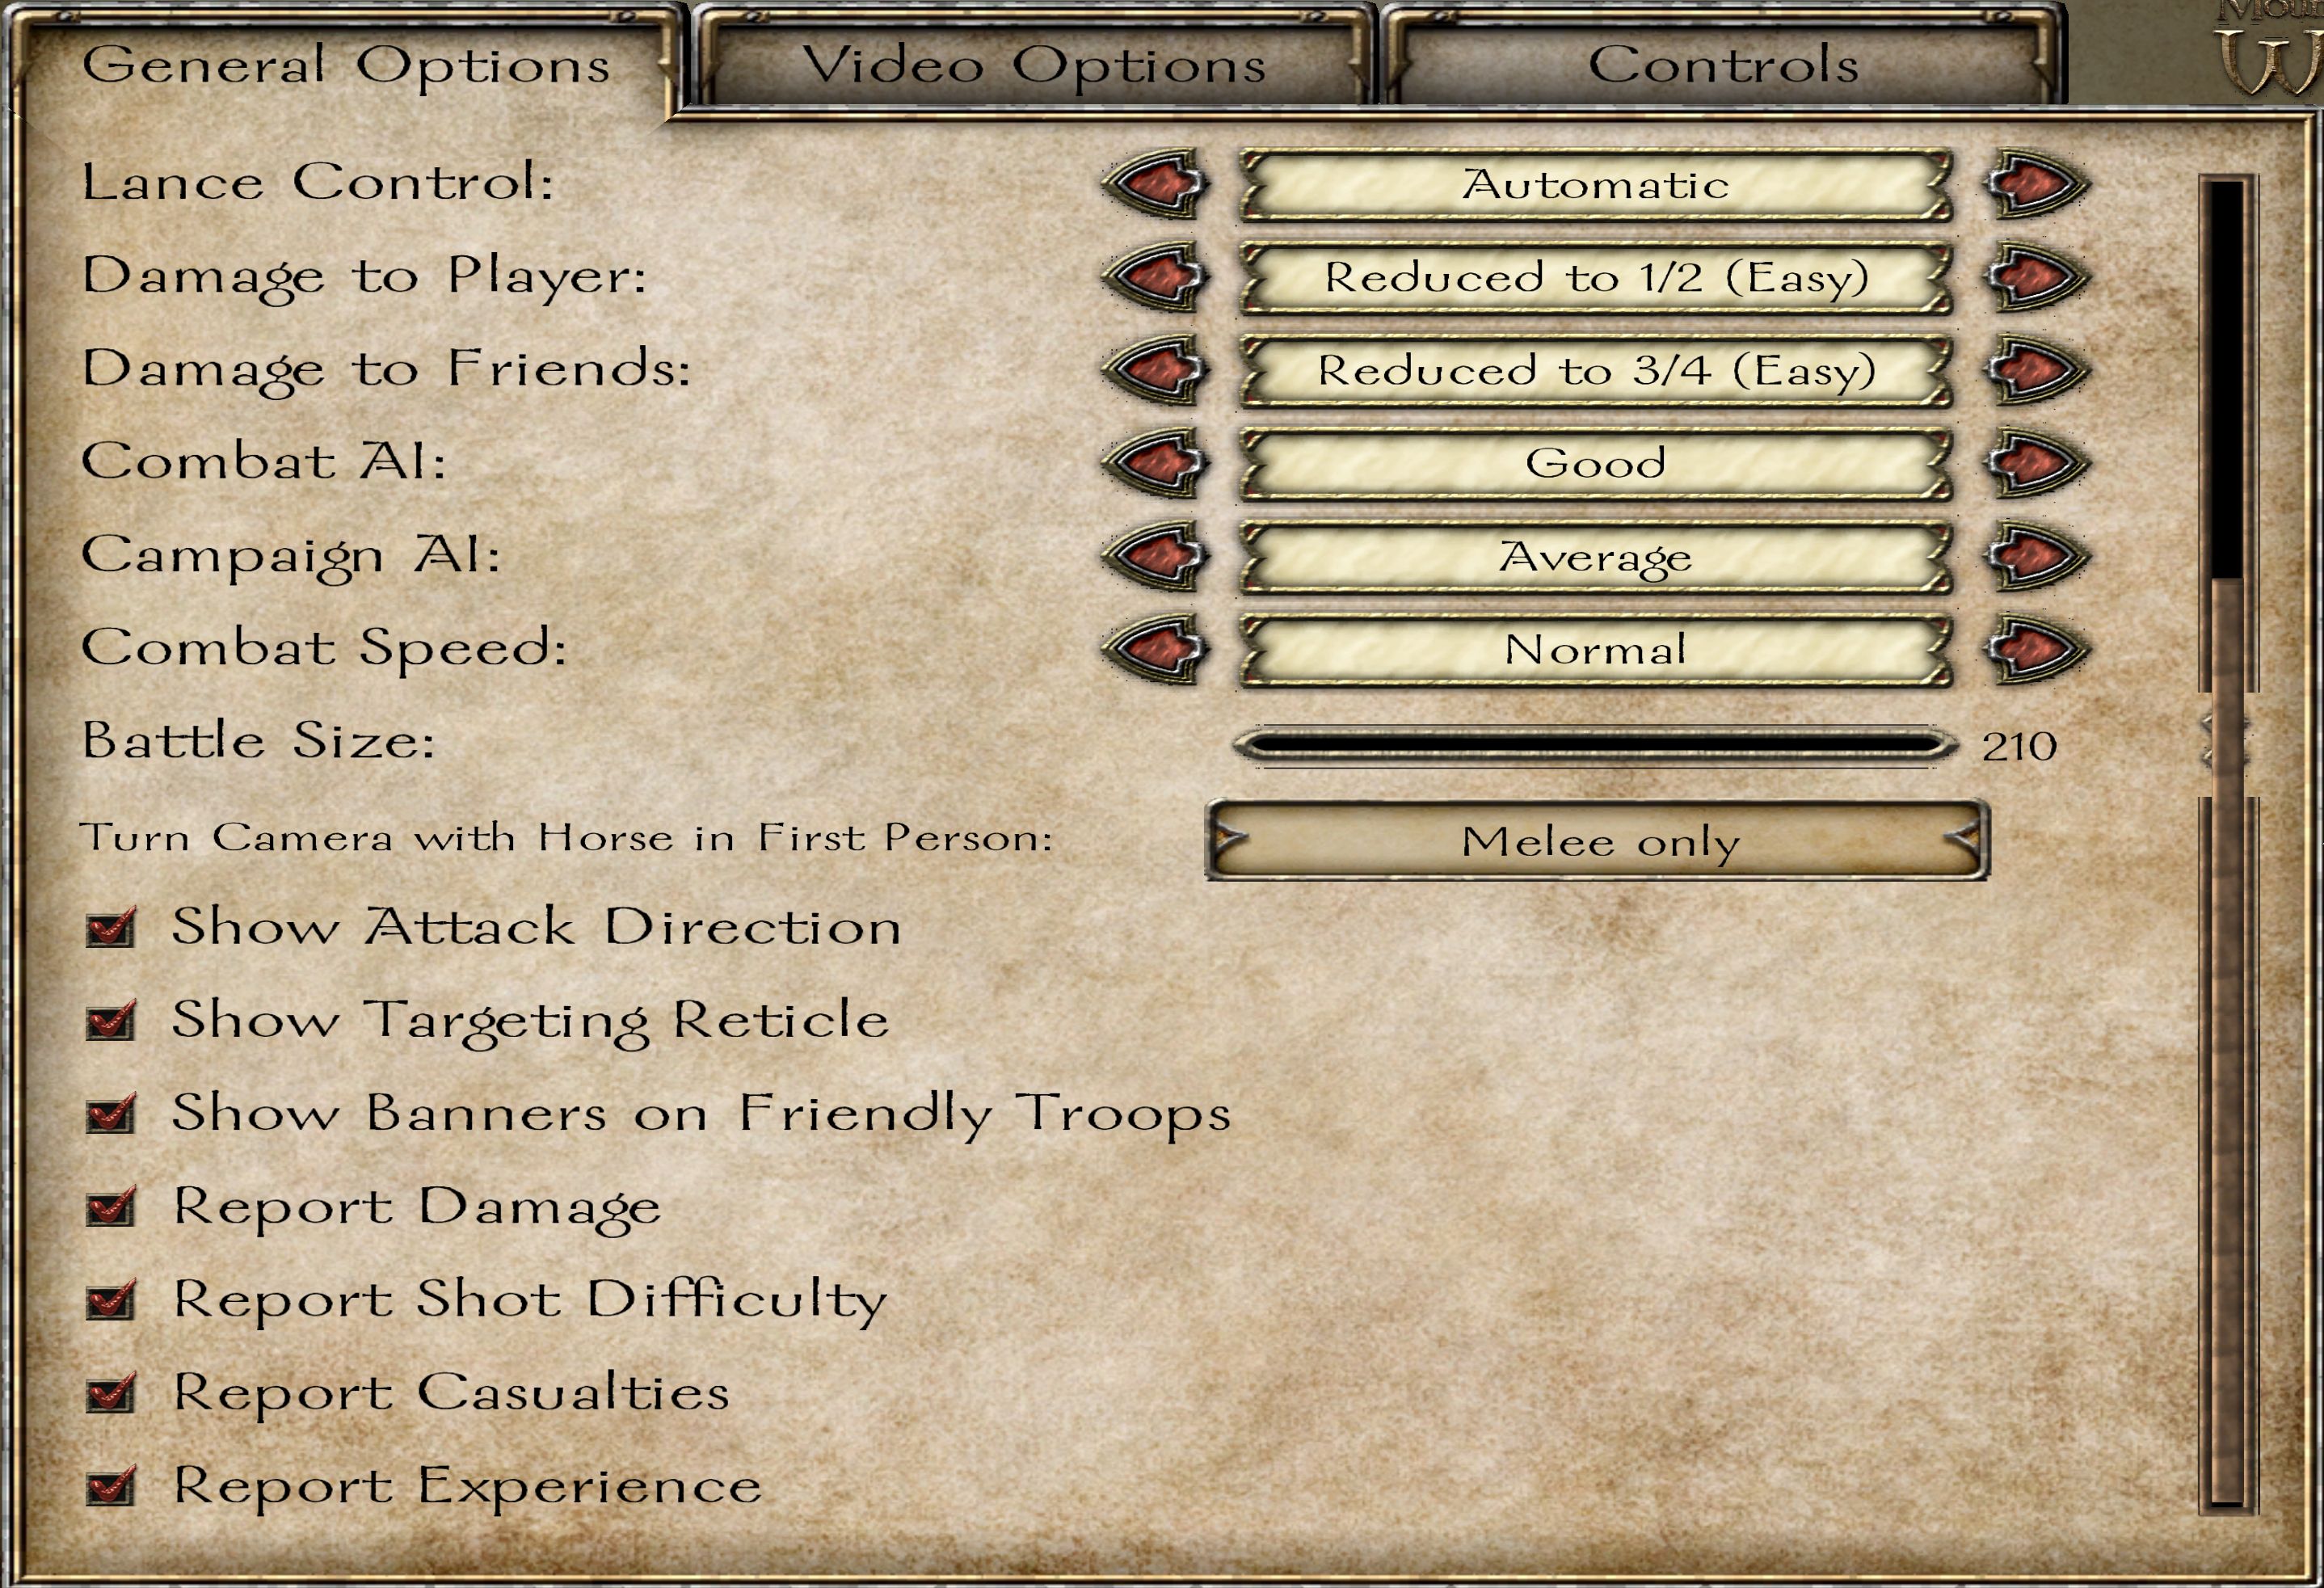 General Options Video Options Controls
Lance Control: Automatic
Damage to Player: Reduced to 1/2 (Easy)
Damage to Friends: Reduced to 3/4 (Easy)
Combat AI: Good
Campaign AI: Average
Combat Speed: Normal
Battle Size: 210
Turn Camera with Horse in First Person: Melee only
Show Attack Direction
Show Targeting Reticle
Show Banners on Friendly Troops
Report Damage
Report Shot Difficulty
Report Casualties
Report Experience